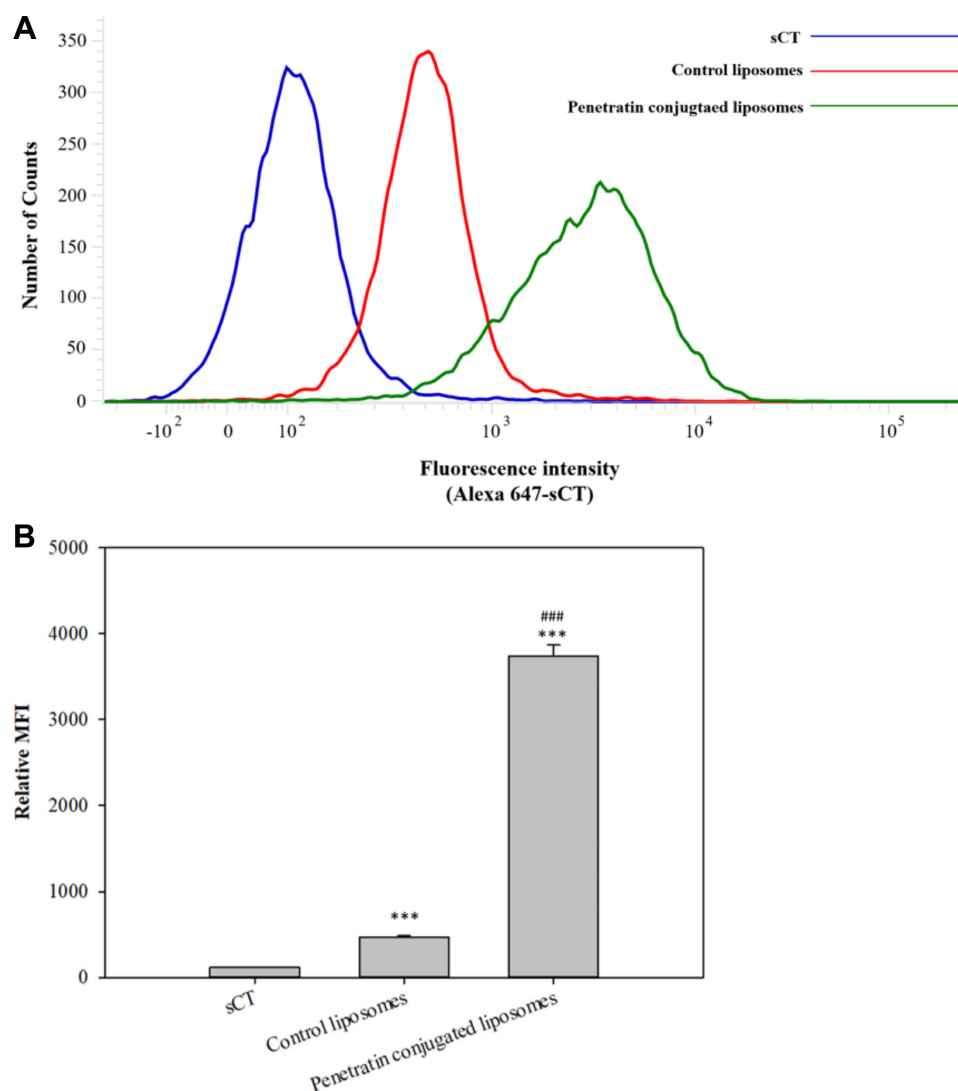 A
350
300
250
200
150
100
50
0
Number of Counts
sCT
Control liposomes
Penetratin conjugtaed liposomes
-10²
0
10²
10³
10⁴
10⁵
Fluorescence intensity
(Alexa 647-sCT)
B
5000
4000
3000
2000
1000
0
Relative MFI
***
###
***
sCT
Control liposomes
Penetratin conjugated liposomes